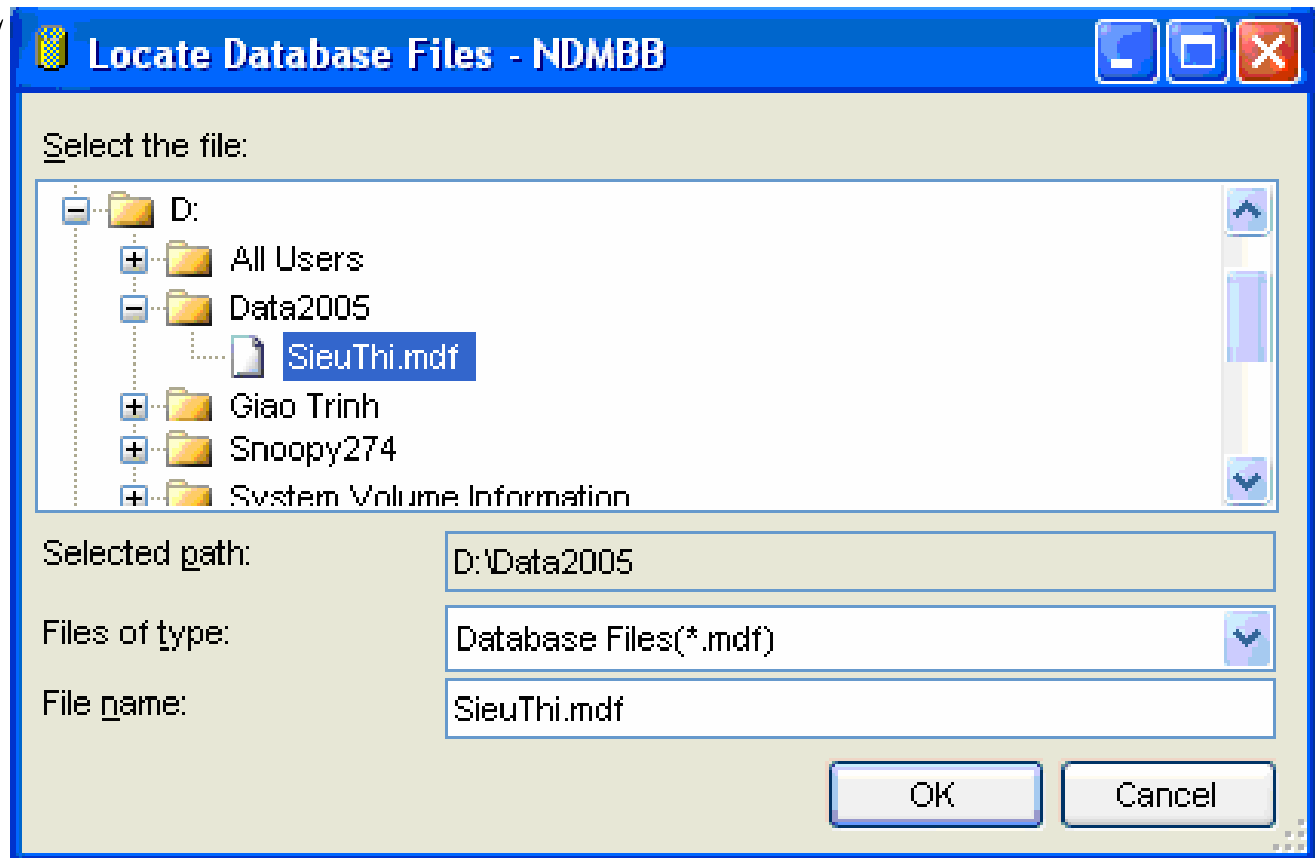 Locate Database Files - NDMBB
Select the file:
D:
All Users
Data2005
SieuThi.mdf
Giao Trinh
Snoopy274
System Volume Information
Selected path:
D:\Data2005
Files of type:
Database Files(*.mdf)
File name:
SieuThi.mdf
OK
Cancel